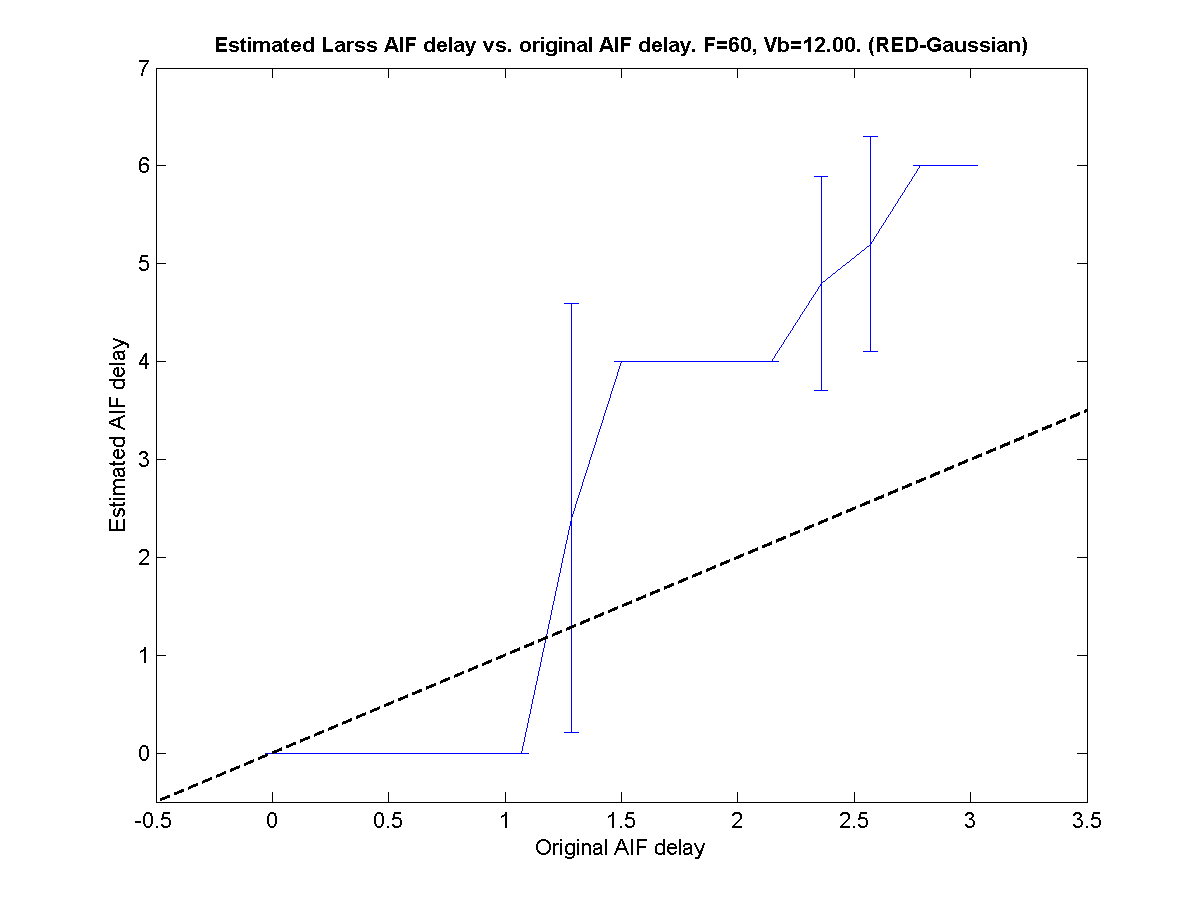 Estimated Larss AIF delay vs. original AIF delay. F=60, Vb=12.00. (RED-Gaussian)
7
6
5
4
3
2
1
0
Estimated AIF delay
-0.5 0 0.5 1 1.5 2 2.5 3 3.5
Original AIF delay